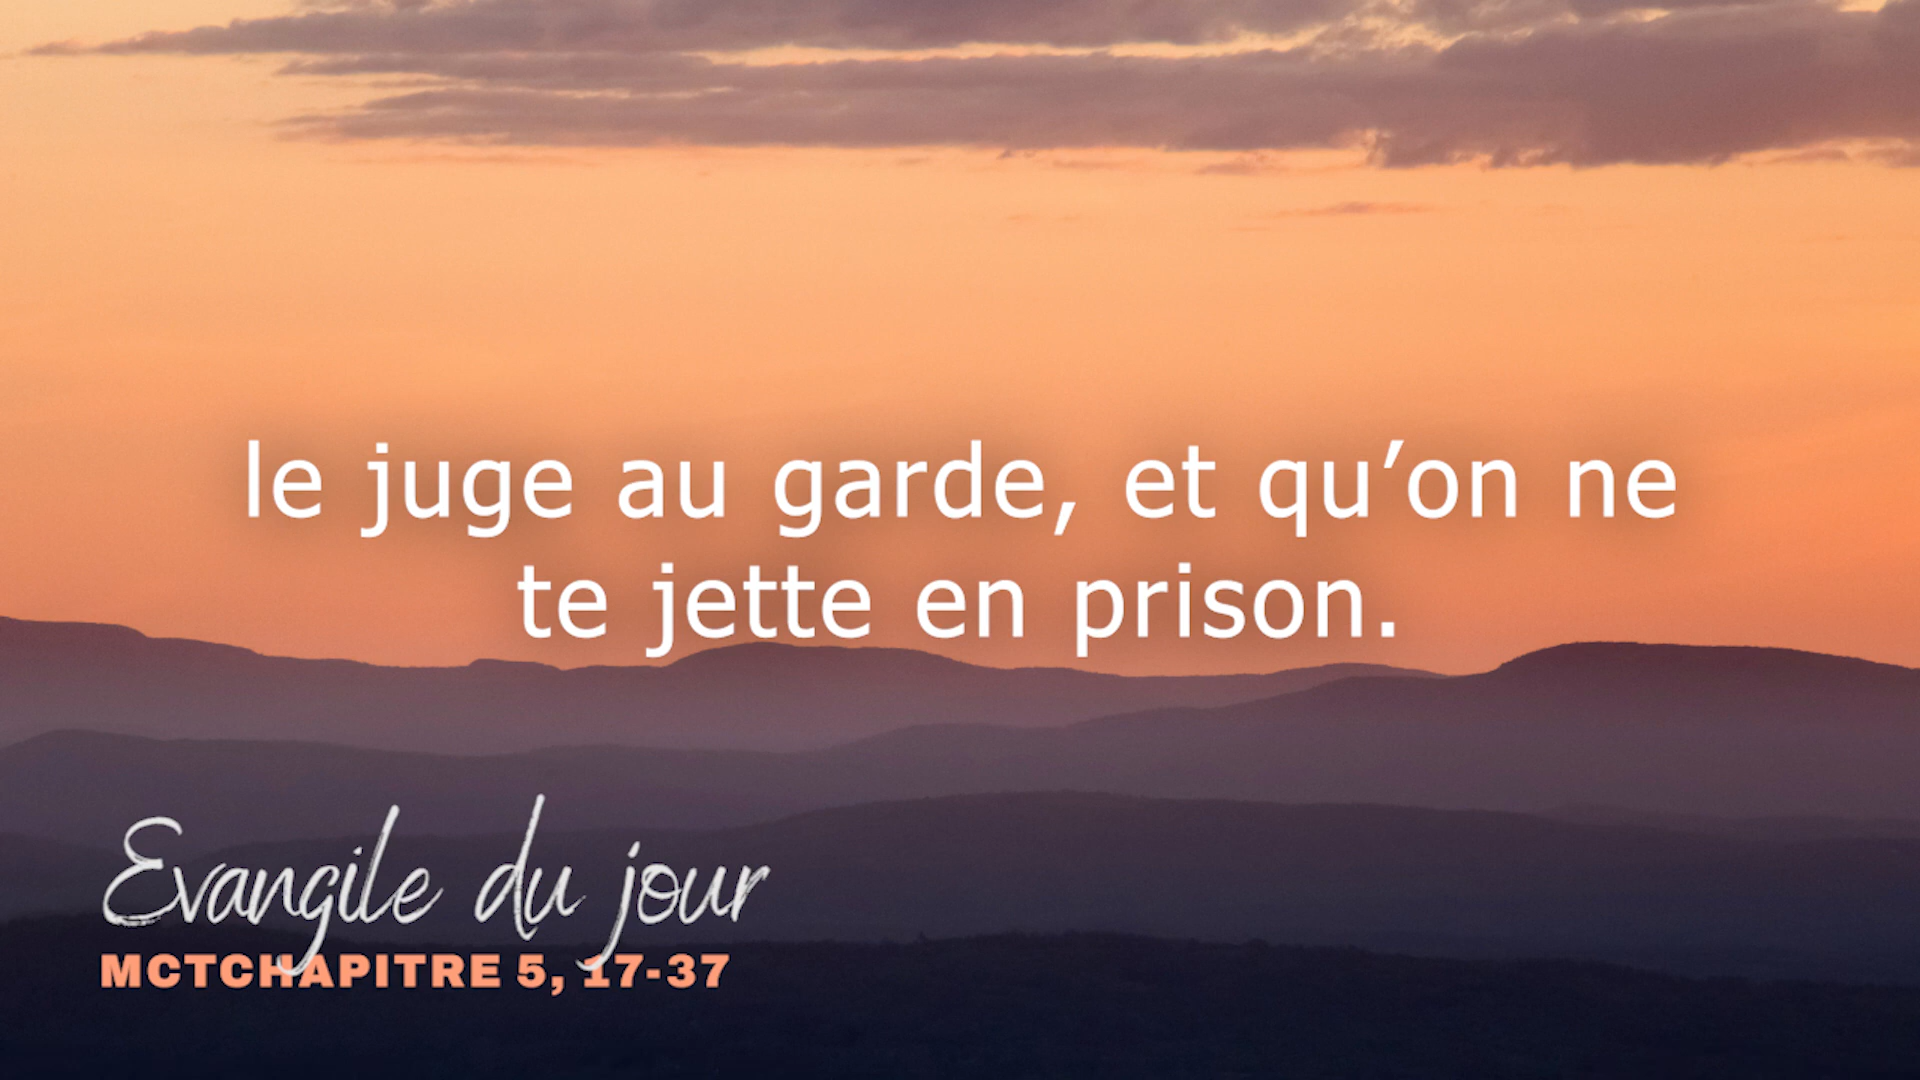 le juge au garde, et qu’on ne
te jette en prison.
Evangile du jour
MCTCHAPITRE 5, 17-37